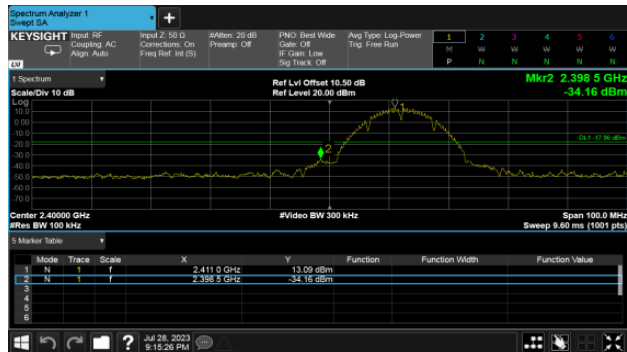 Spectrum Analyzer 1
Swept SA
+
KEYSIGHT
Input: RF
Coupling: AC
Align: Auto
Input Z: 50 Ω
Corrections: On
Freq Ref: Int (S)
#Atten: 20 dB
Preamp: Off
PNO: Best Wide
Gate: Off
IF Gain: Low
Sig Track: Off
Avg Type: Log-Power
Trig: Free Run
1 2 3 4 5 6
M W W W W W
P N N N N N
LXI
1 Spectrum
Scale/Div 10 dB
Ref Lvl Offset 10.50 dB
Ref Level 20.00 dBm
Mkr2 2.398 5 GHz
-34.16 dBm
Log
10.0
0.00
-10.0
-20.0
-30.0
-40.0
-50.0
-60.0
-70.0
1
2
DL1 -17.96 dBm
Center 2.40000 GHz
#Res BW 100 kHz
#Video BW 300 kHz
Span 100.0 MHz
Sweep 9.60 ms (1001 pts)
5 Marker Table
Mode Trace Scale X Y Function Function Width Function Value
1 N 1 f 2.411 0 GHz 13.09 dBm
2 N 1 f 2.398 5 GHz -34.16 dBm
3
4
5
6
?
Jul 28, 2023
9:15:26 PM